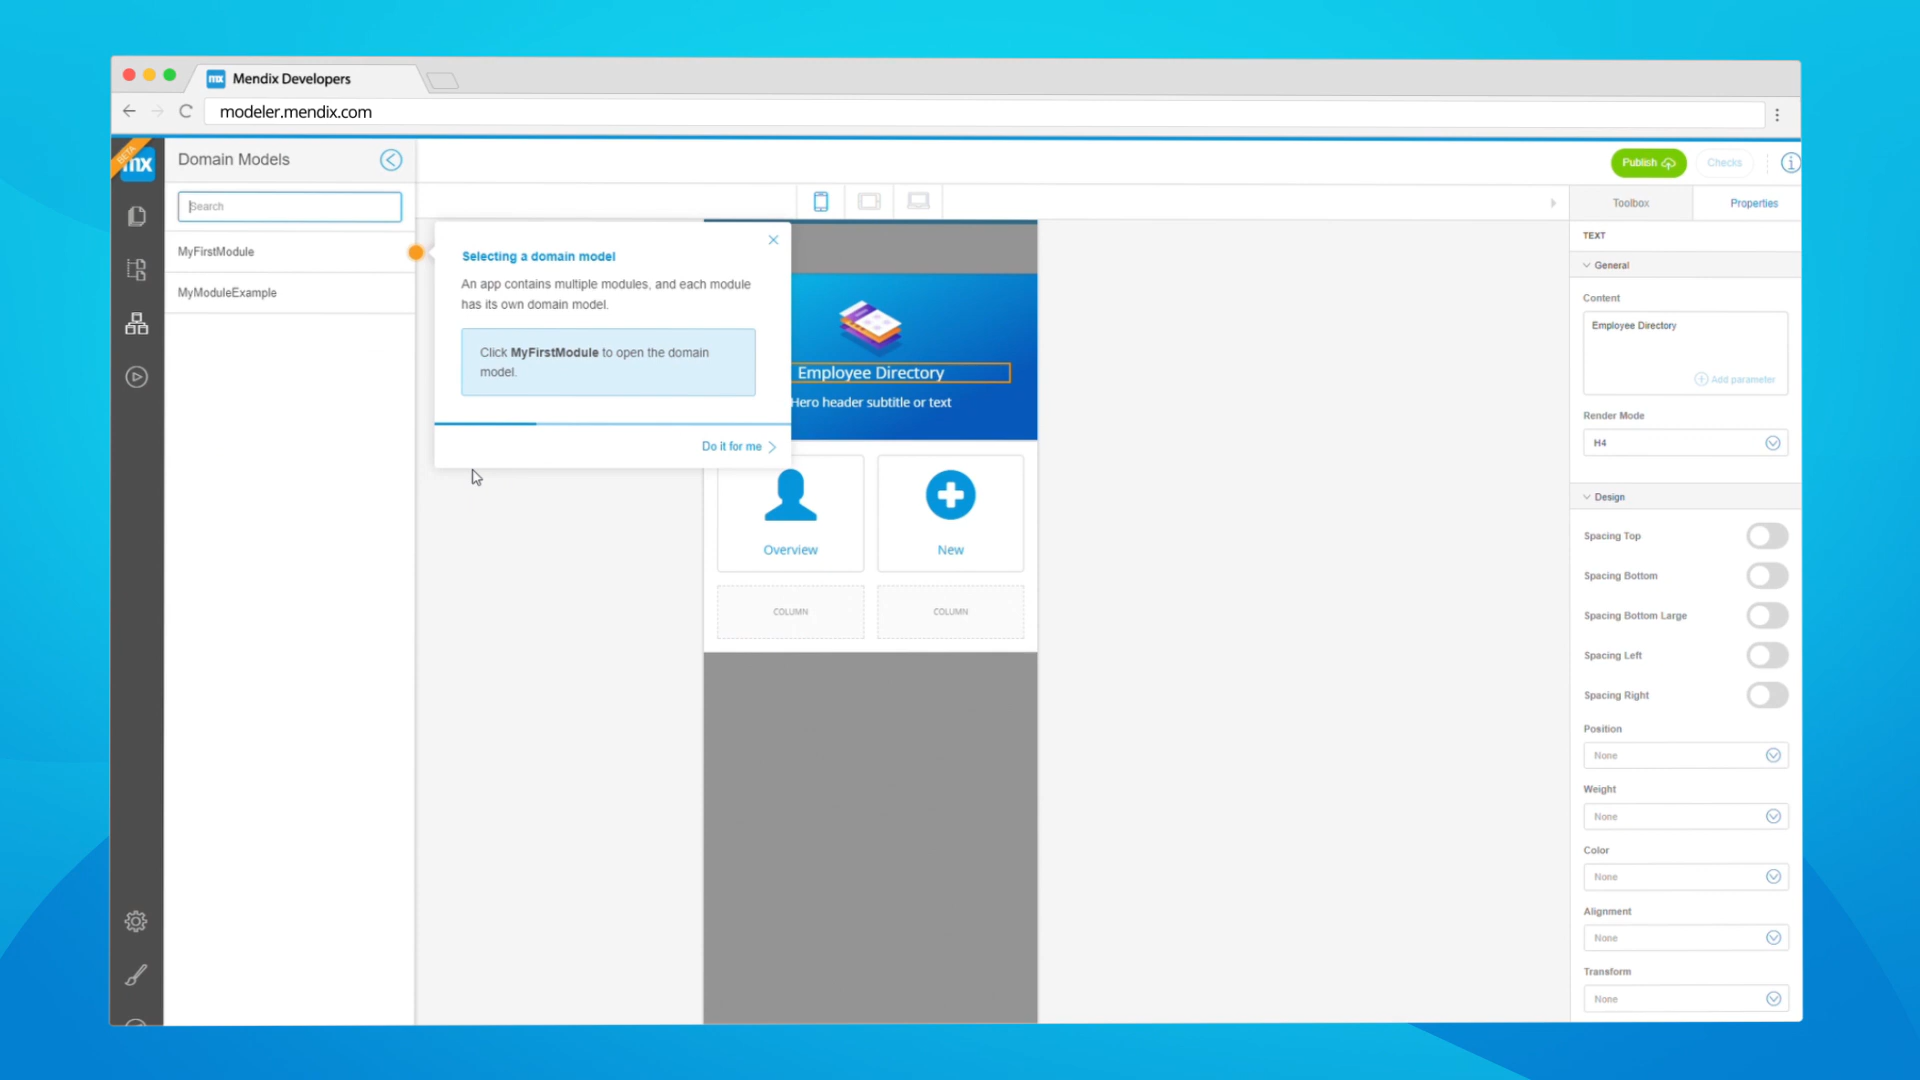 mx Mendix Developers
modeler.mendix.com
BETA
mx
Domain Models
Search
MyFirstModule
MyModuleExample
Selecting a domain model
An app contains multiple modules, and each module
has its own domain model.
Click MyFirstModule to open the domain
model.
Do it for me
Employee Directory
Hero header subtitle or text
Overview
New
COLUMN
COLUMN
Publish
Checks
Toolbox
Properties
TEXT
General
Content
Employee Directory
Add parameter
Render Mode
H4
Design
Spacing Top
Spacing Bottom
Spacing Bottom Large
Spacing Left
Spacing Right
Position
None
Weight
None
Color
None
Alignment
None
Transform
None